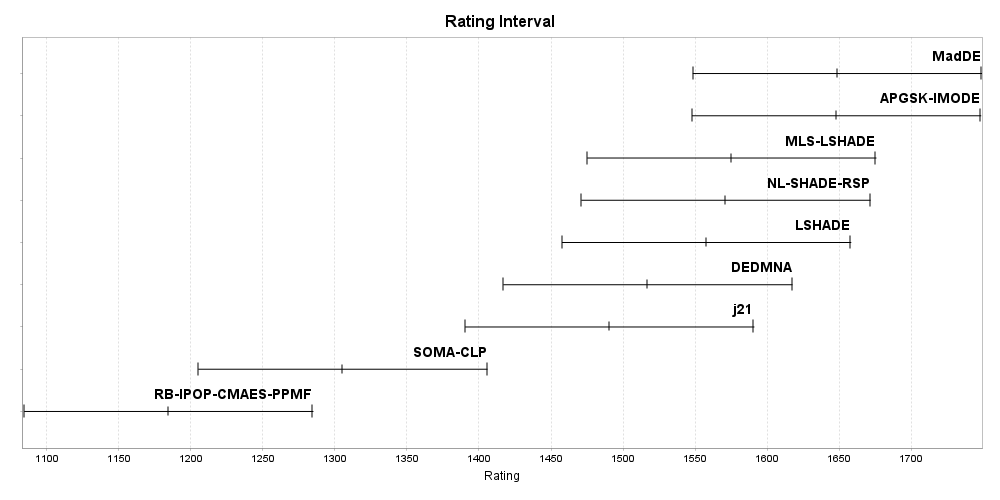 Rating Interval
MadDE
APGSK-IMODE
MLS-LSHADE
NL-SHADE-RSP
LSHADE
DEDMNA
j21
SOMA-CLP
RB-IPOP-CMAES-PPMF
1100 1150 1200 1250 1300 1350 1400 1450 1500 1550 1600 1650 1700
Rating